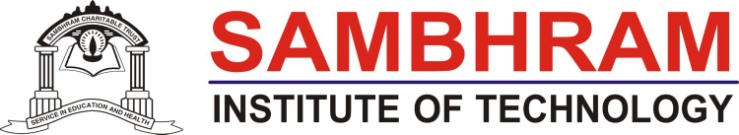 SAMBHRAM CHARITABLE TRUST
SERVICE IN EDUCATION AND HEALTH
SAMBHRAM
INSTITUTE OF TECHNOLOGY